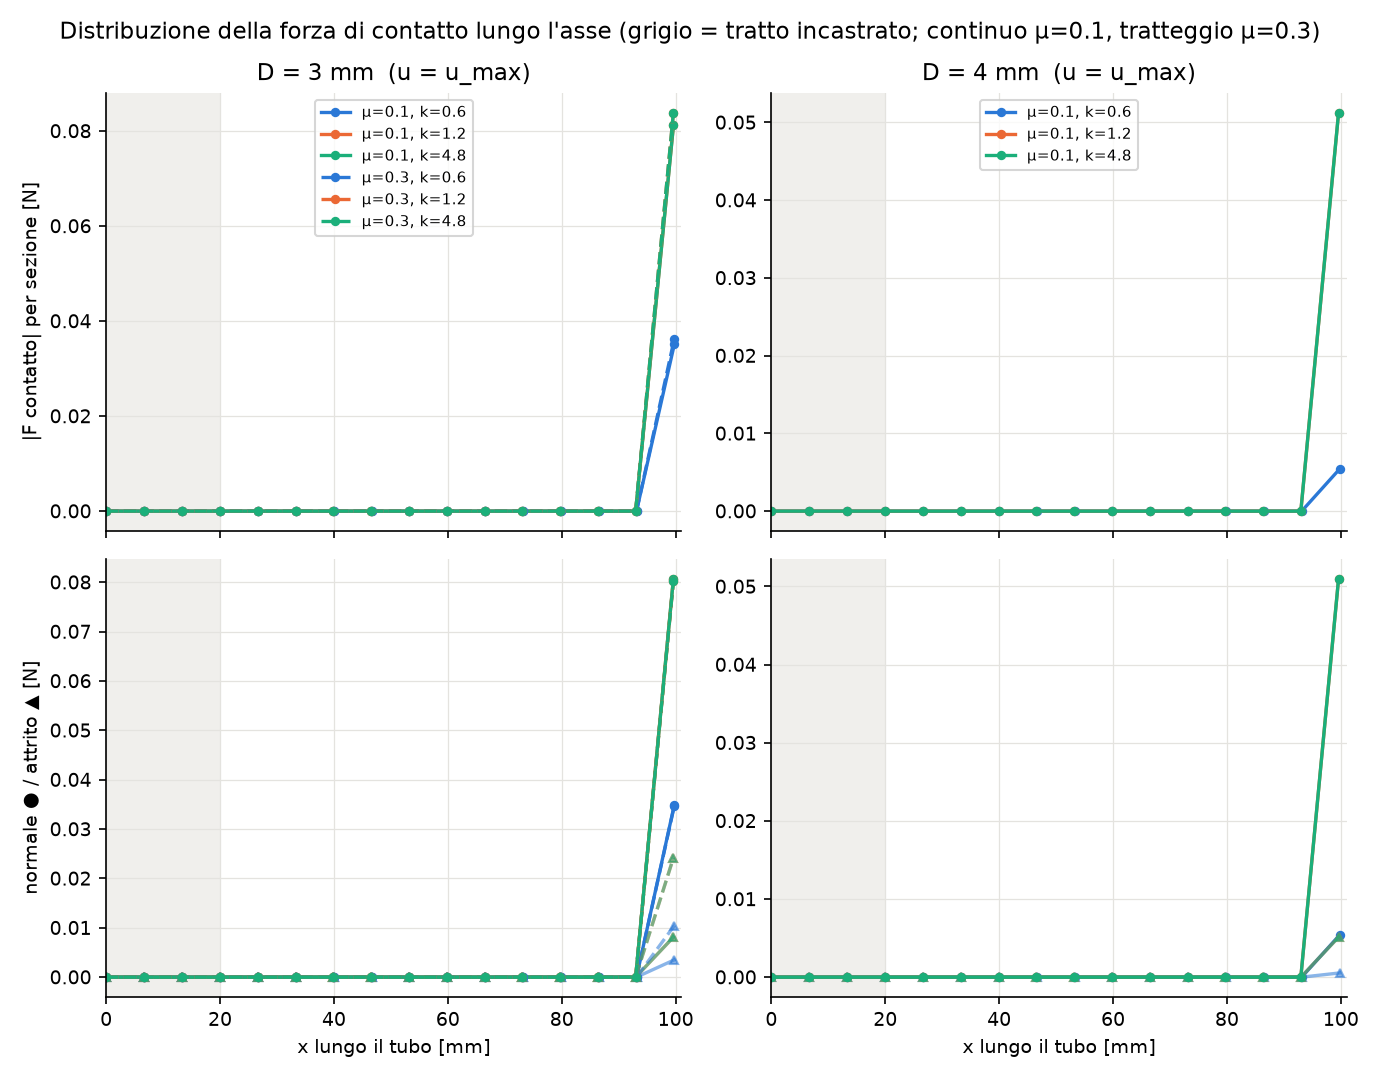 Distribuzione della forza di contatto lungo l'asse (grigio = tratto incastrato; continuo μ=0.1, tratteggio μ=0.3)
D = 3 mm  (u = u_max)
D = 4 mm  (u = u_max)
|F contatto| per sezione [N]
0.08
0.06
0.04
0.02
0.00
μ=0.1, k=0.6
μ=0.1, k=1.2
μ=0.1, k=4.8
μ=0.3, k=0.6
μ=0.3, k=1.2
μ=0.3, k=4.8
0.05
0.04
0.03
0.02
0.01
0.00
μ=0.1, k=0.6
μ=0.1, k=1.2
μ=0.1, k=4.8
normale ● / attrito ▲ [N]
0.08
0.07
0.06
0.05
0.04
0.03
0.02
0.01
0.00
0 20 40 60 80 100
x lungo il tubo [mm]
0.05
0.04
0.03
0.02
0.01
0.00
0 20 40 60 80 100
x lungo il tubo [mm]